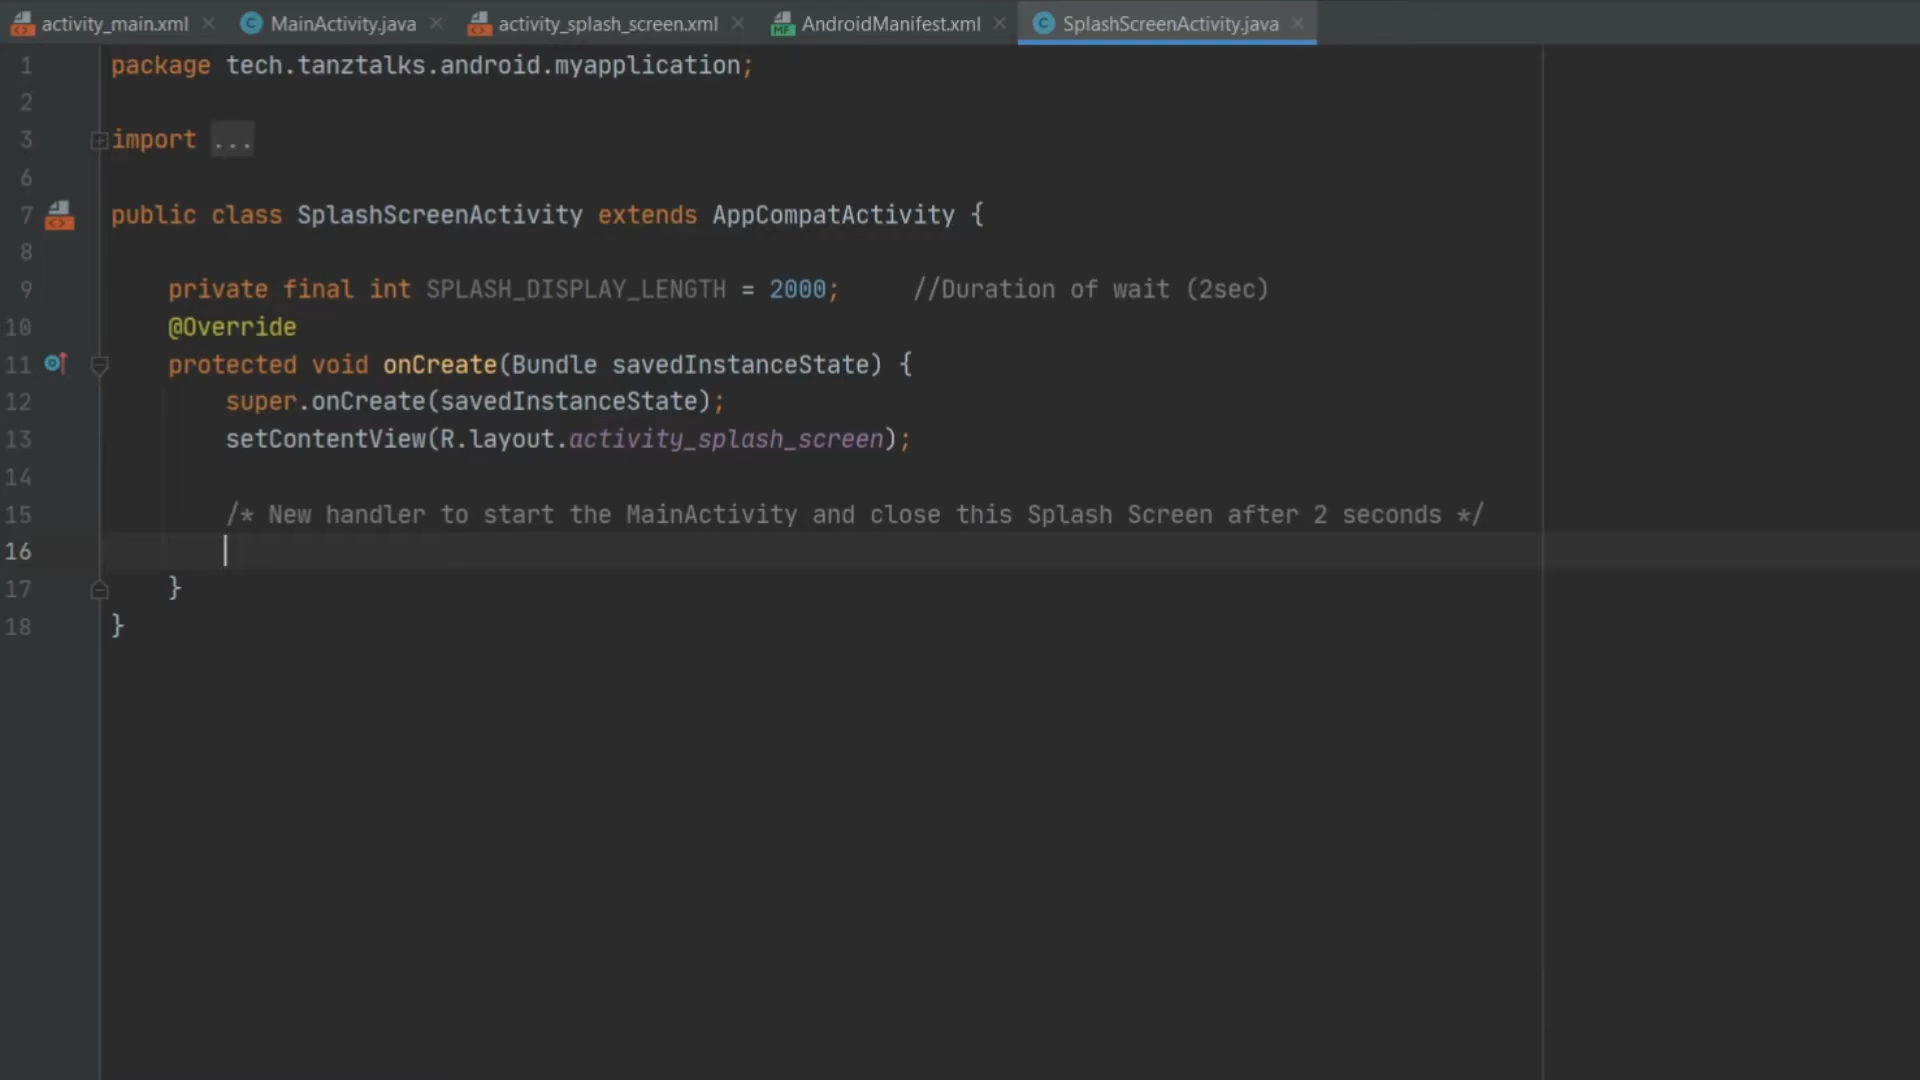 activity_main.xml MainActivity.java activity_splash_screen.xml AndroidManifest.xml SplashScreenActivity.java
1 package tech.tanztalks.android.myapplication;
2
3 import ...
6
7 public class SplashScreenActivity extends AppCompatActivity {
8
9 private final int SPLASH_DISPLAY_LENGTH = 2000; //Duration of wait (2sec)
10 @Override
11 protected void onCreate(Bundle savedInstanceState) {
12 super.onCreate(savedInstanceState);
13 setContentView(R.layout.activity_splash_screen);
14
15 /* New handler to start the MainActivity and close this Splash Screen after 2 seconds */
16
17 }
18 }